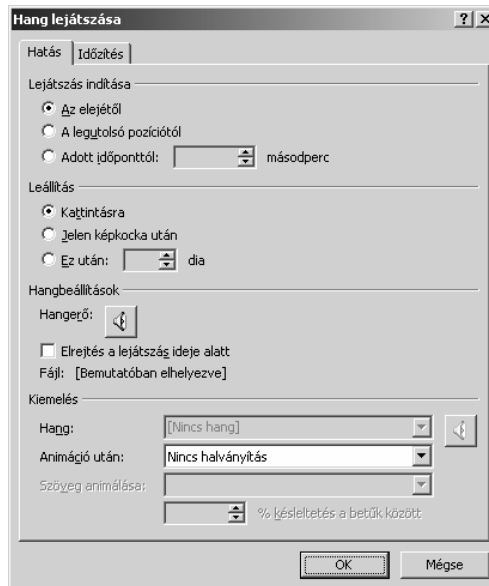 Hang lejátszása
Hatás Időzítés
Lejátszás indítása
Az elejétől
A legutolsó pozíciótól
Adott időponttól: másodperc
Leállítás
Kattintásra
Jelen képkocka után
Ez után: dia
Hangbeállítások
Hangerő:
Elrejtés a lejátszás ideje alatt
Fájl: [Bemutatóban elhelyezve]
Kiemelés
Hang: [Nincs hang]
Animáció után: Nincs halványítás
Szöveg animálása:
% késleltetés a betűk között
OK Mégse